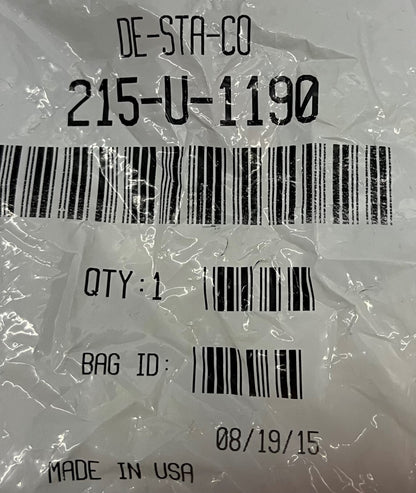 DE-STA-CO
215-U-1190
QTY:1
BAG ID:
08/19/15
MADE IN USA